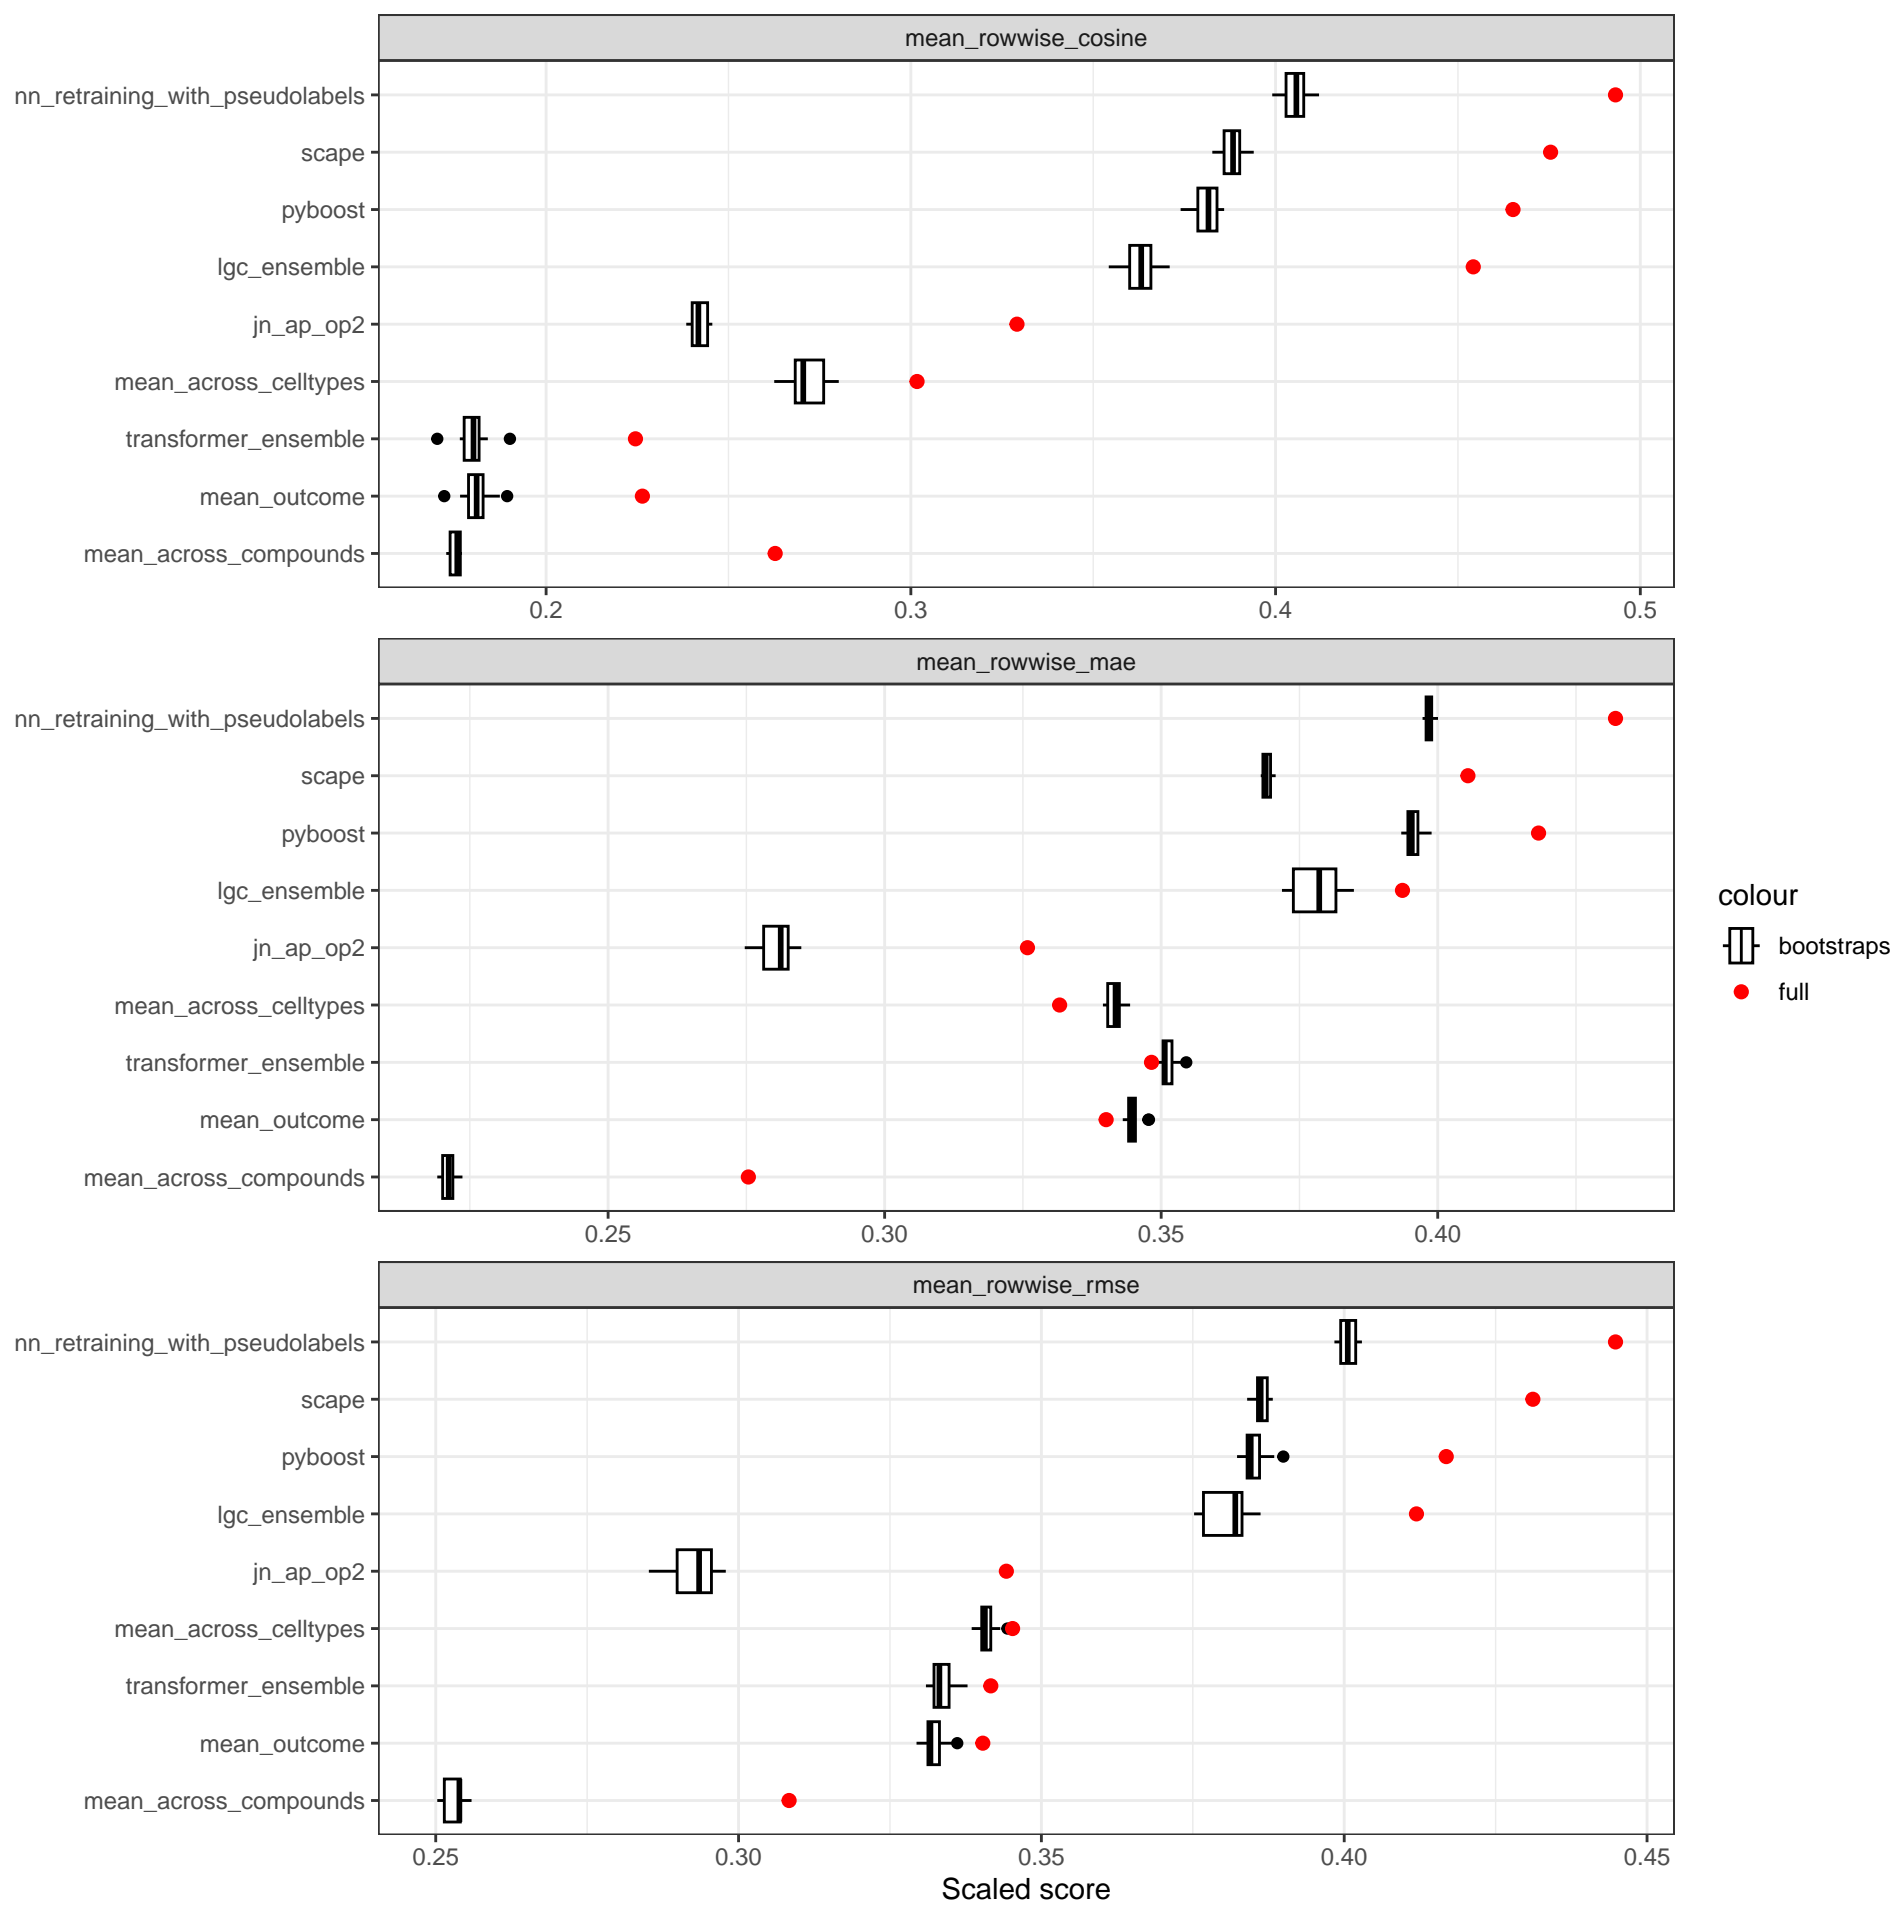 mean_rowwise_cosine
nn_retraining_with_pseudolabels
scape
pyboost
lgc_ensemble
jn_ap_op2
mean_across_celltypes
transformer_ensemble
mean_outcome
mean_across_compounds
0.2 0.3 0.4 0.5
mean_rowwise_mae
nn_retraining_with_pseudolabels
scape
pyboost
lgc_ensemble
jn_ap_op2
mean_across_celltypes
transformer_ensemble
mean_outcome
mean_across_compounds
0.25 0.30 0.35 0.40
mean_rowwise_rmse
nn_retraining_with_pseudolabels
scape
pyboost
lgc_ensemble
jn_ap_op2
mean_across_celltypes
transformer_ensemble
mean_outcome
mean_across_compounds
0.25 0.30 0.35 0.40 0.45
Scaled score
colour
bootstraps
full